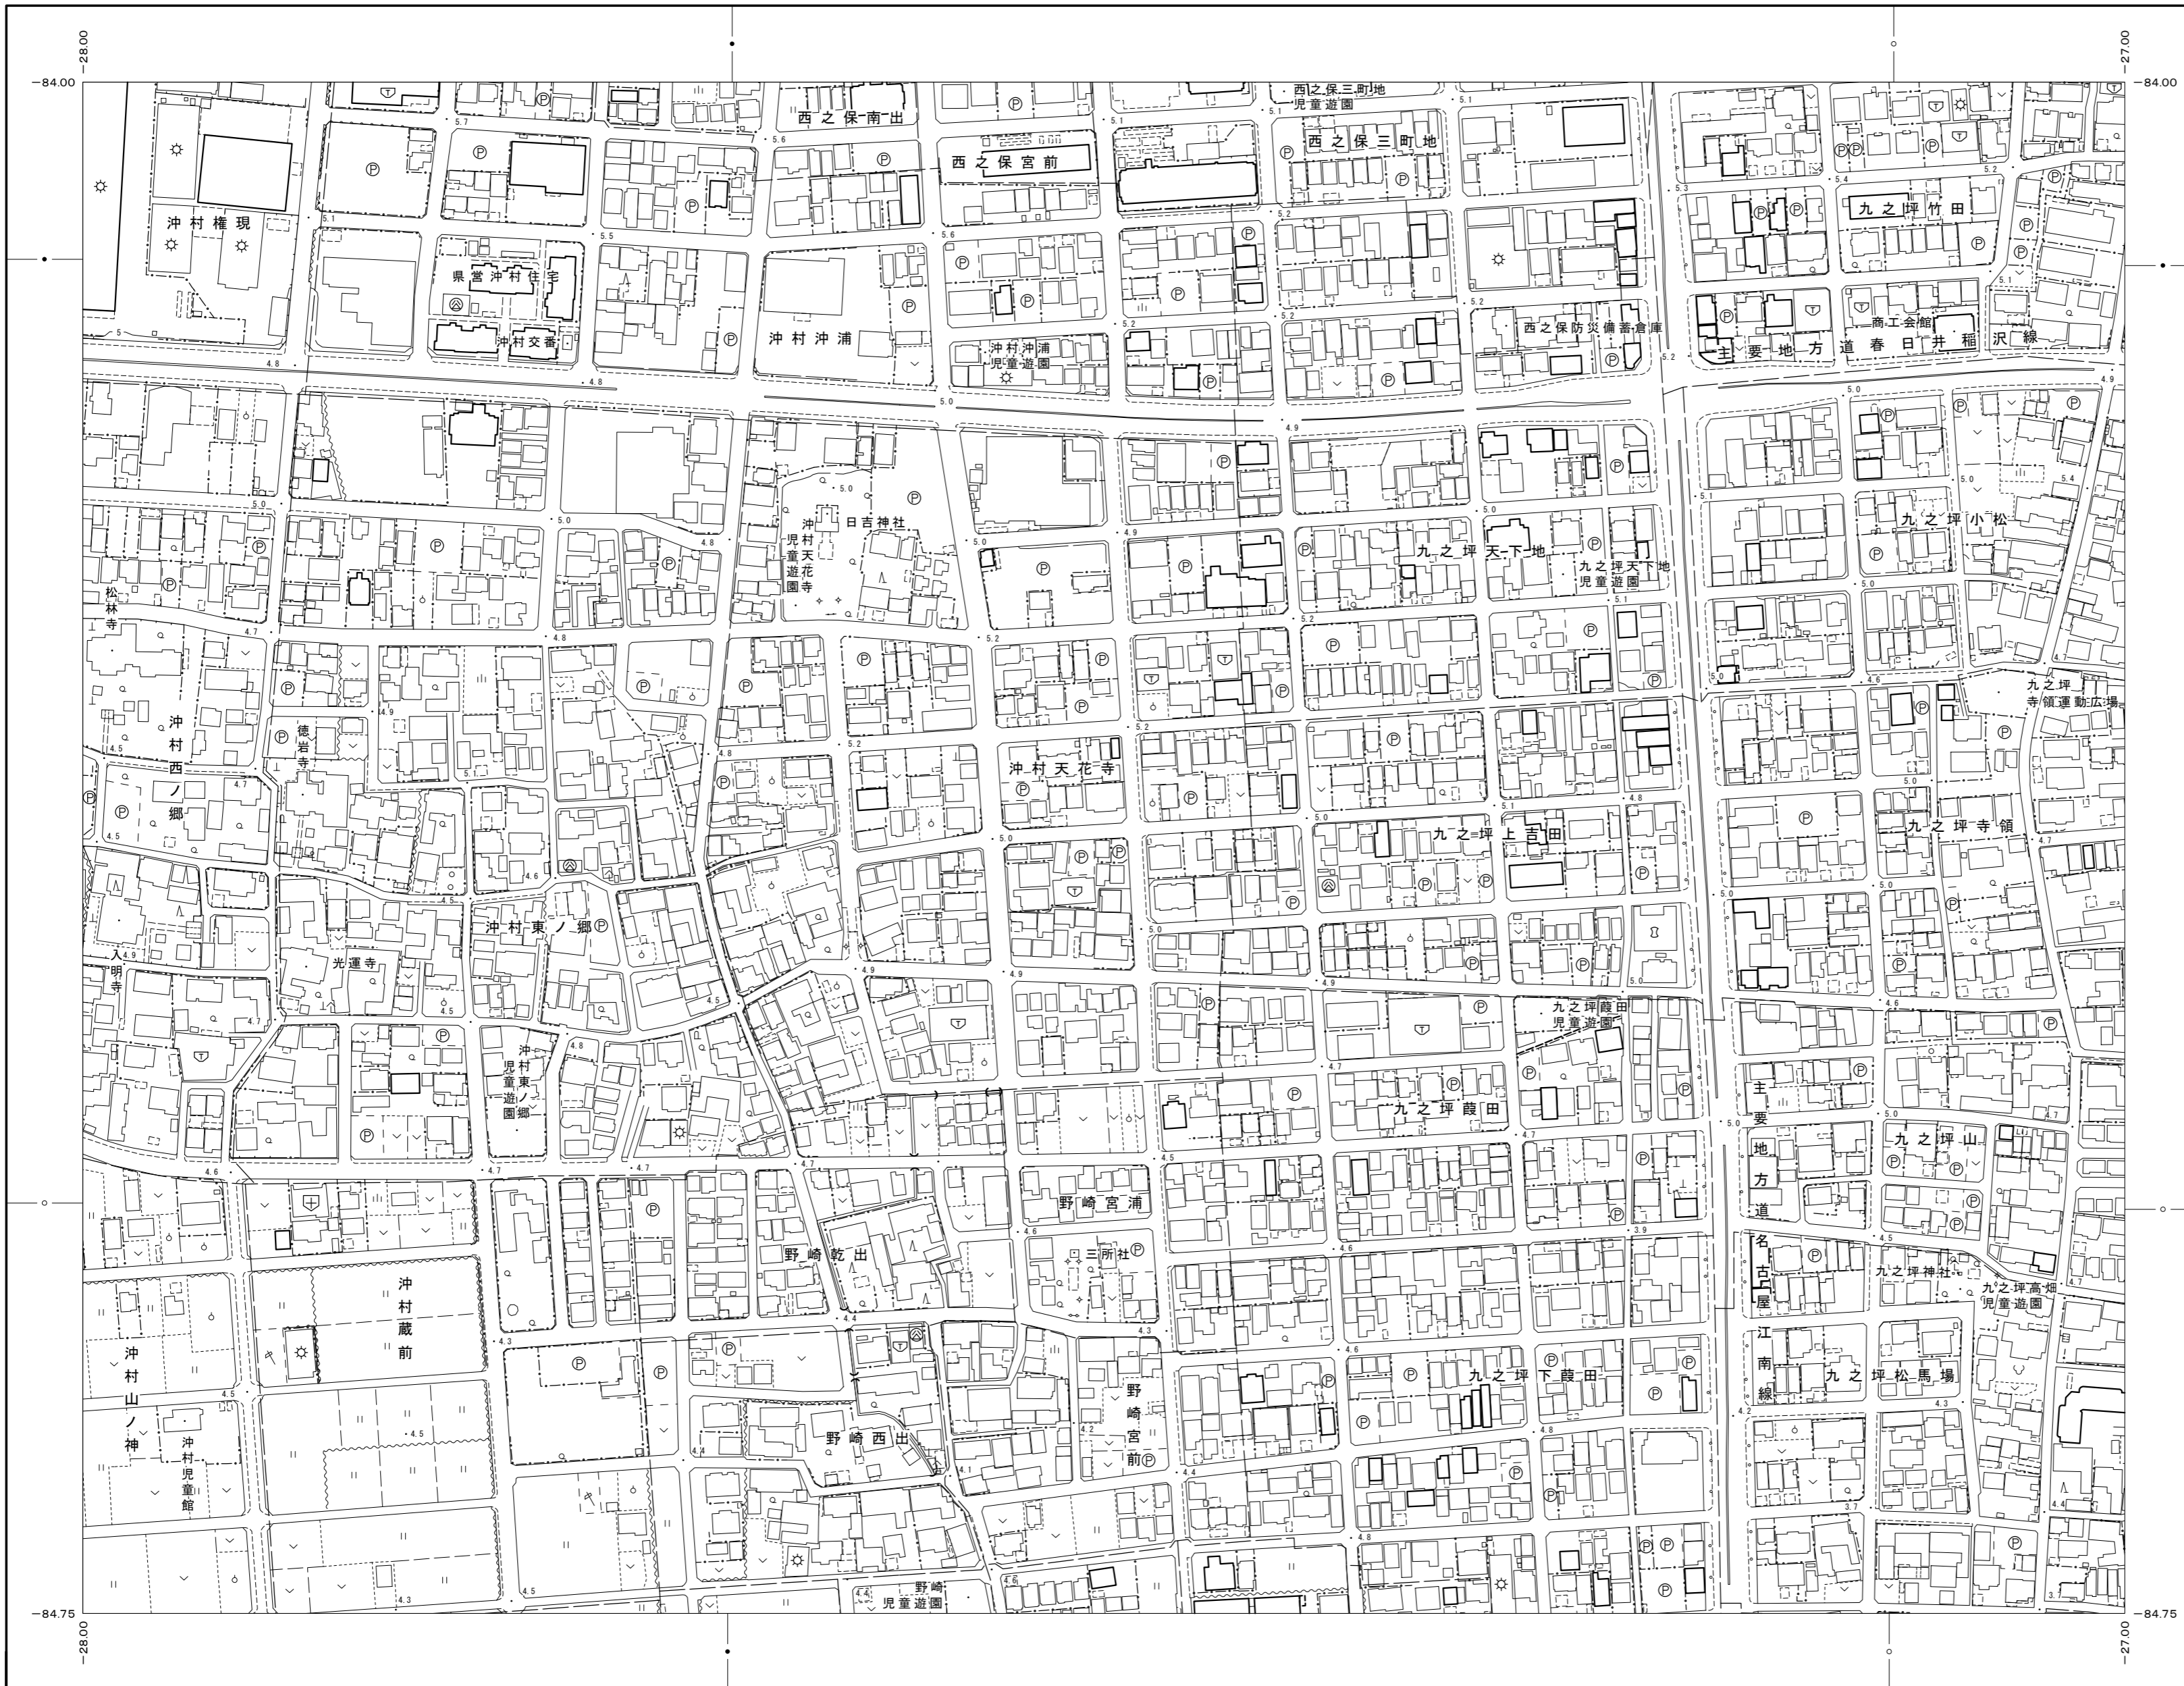 -28.00
-27.00
-84.00
-84.00
西之保三町地
児童遊園
西之保南出
西之保三町地
西之保宮前
沖村権現
九之坪竹田
県営沖村住宅
沖村交番
沖村沖浦
沖村沖浦
児童遊園
西之保防災備蓄倉庫
商工会館
主要地方道春日井稲沢線
日吉神社
沖村天花寺
児童遊園
九之坪小松
九之坪天下地
九之坪天下地
児童遊園
松林寺
九之坪
寺領運動広場
沖村西ノ郷
徳岩寺
沖村天花寺
九之坪上吉田
九之坪寺領
沖村東ノ郷
光運寺
入明寺
九之坪葭田
児童遊園
沖村東ノ郷
児童遊園
九之坪葭田
主要地方道
名古屋江南線
九之坪山
野崎宮浦
野崎乾出
三所社
九之坪神社
九之坪高畑
児童遊園
沖村蔵前
沖村山ノ神
九之坪下葭田
九之坪松馬場
野崎宮前
野崎西出
沖村児童館
野崎
児童遊園
-84.75
-84.75
-28.00
-27.00